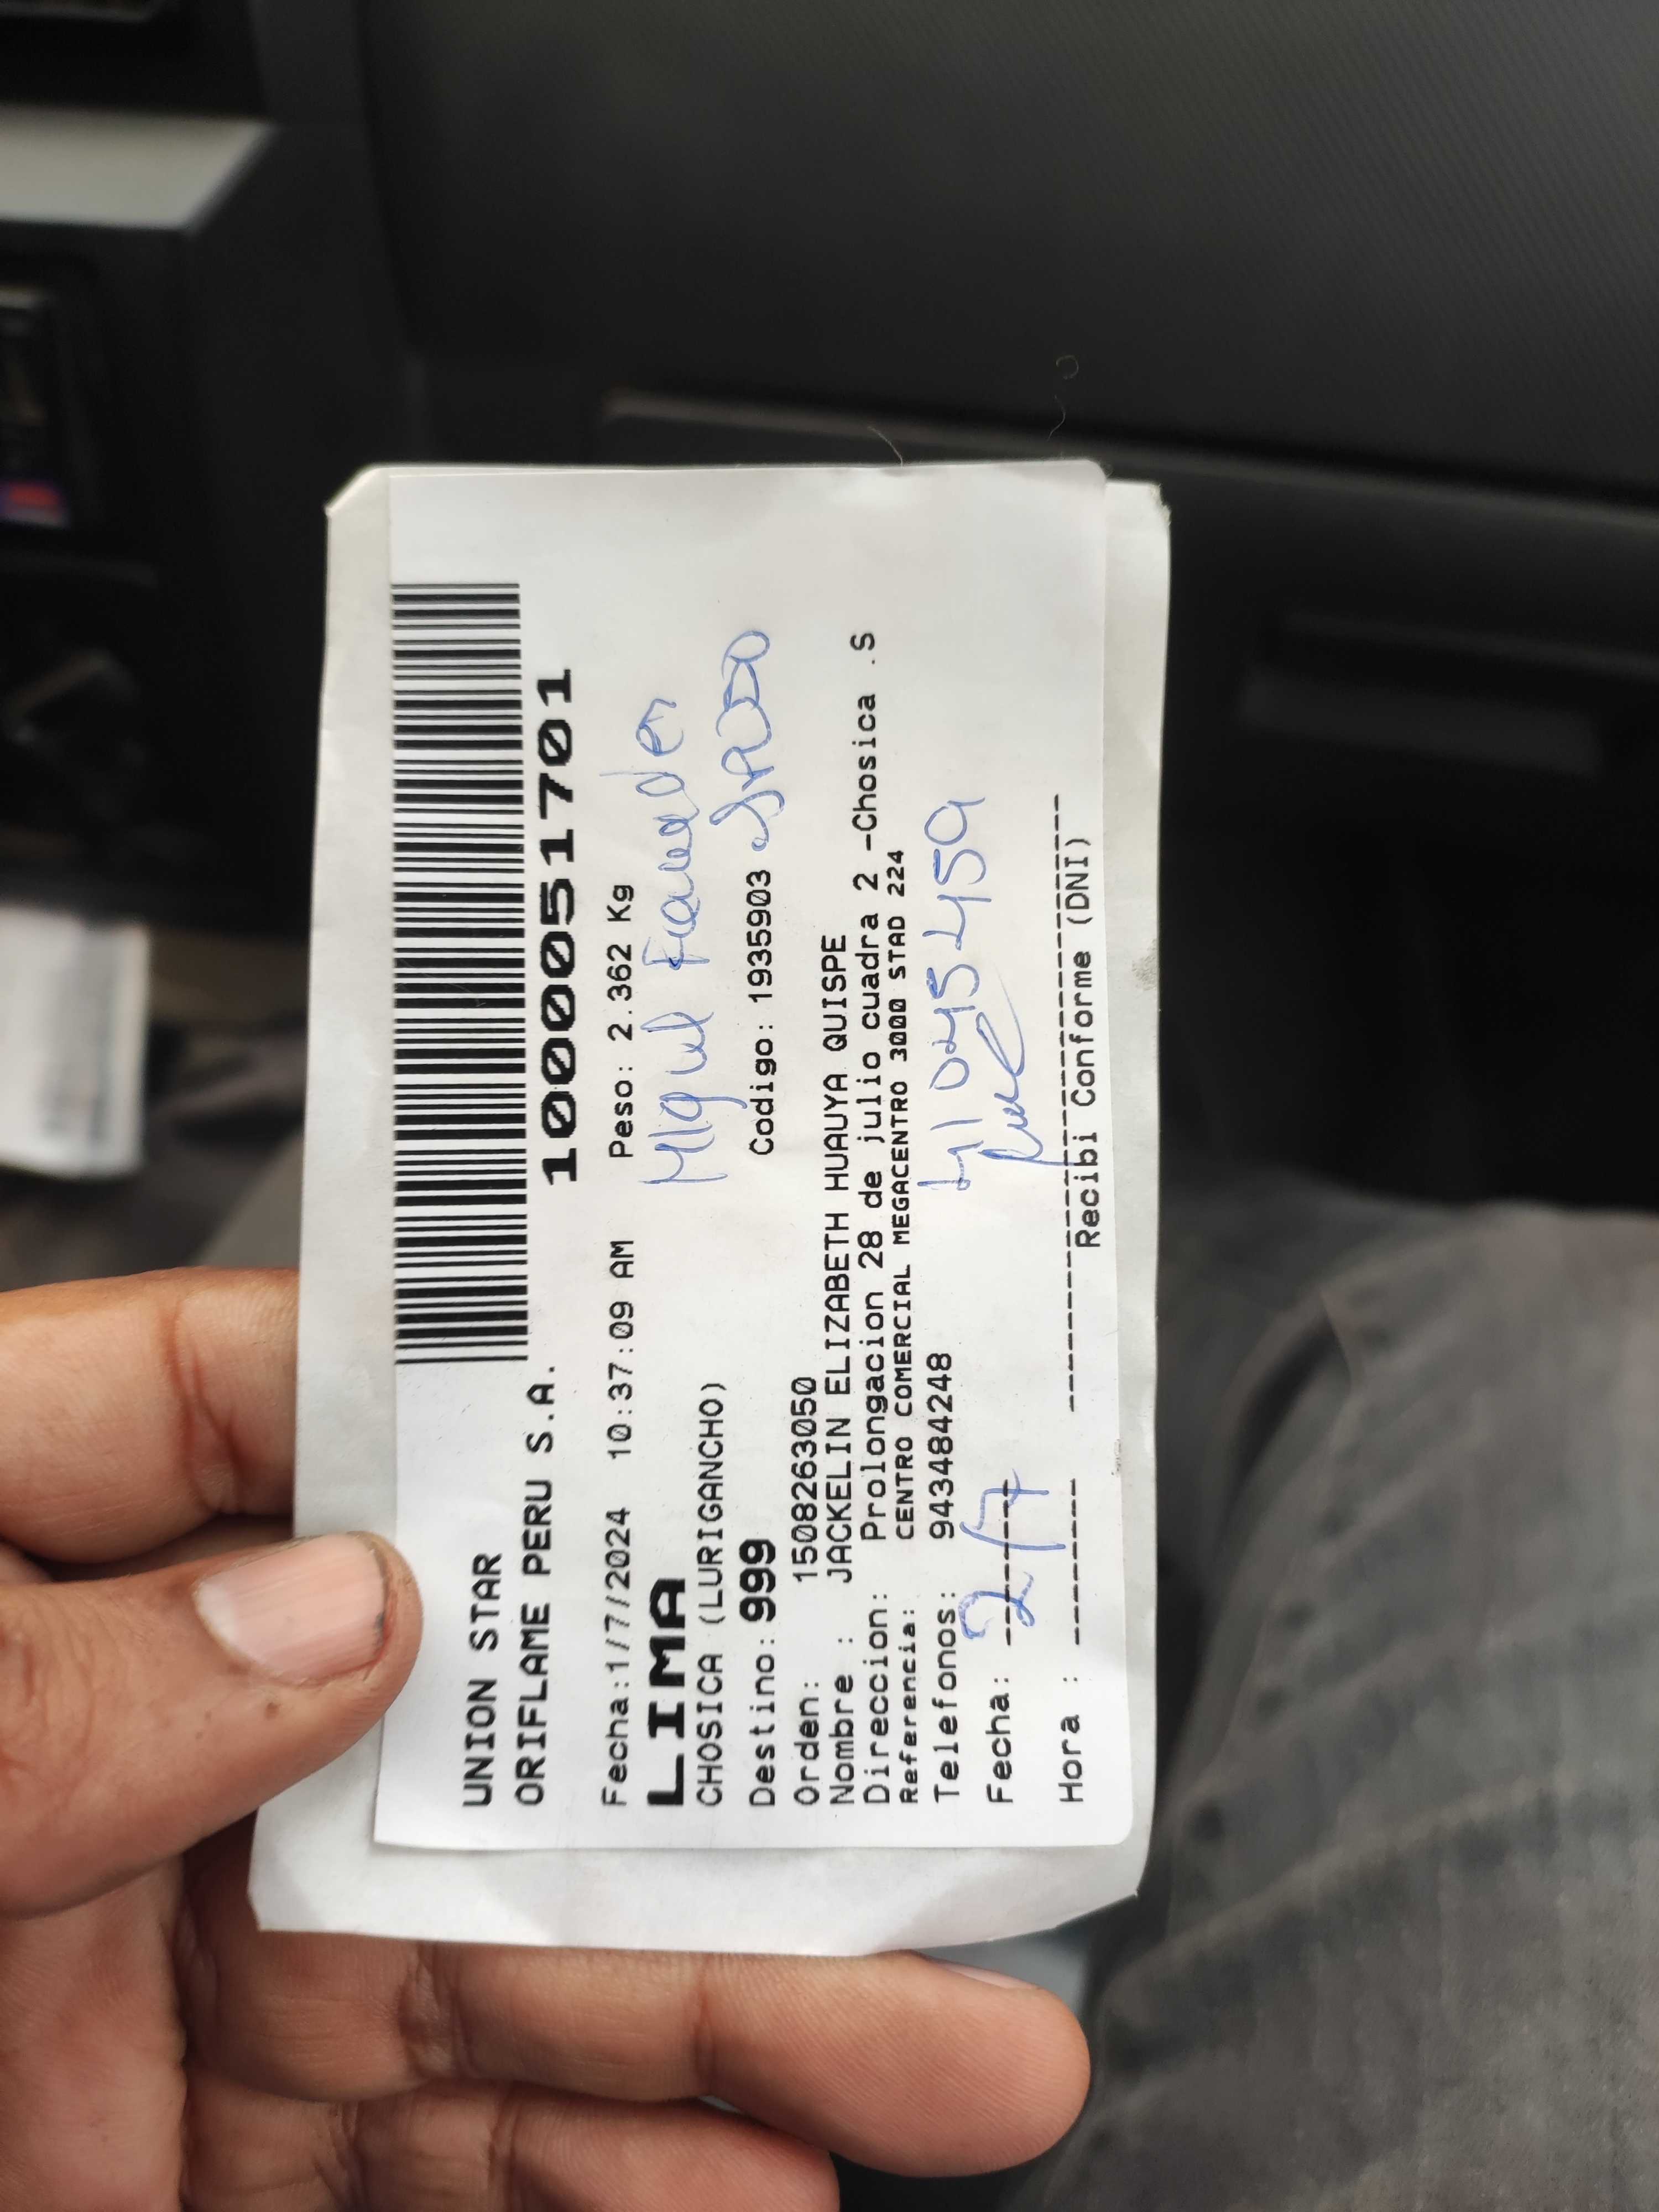 UNION STAR
ORIFLAME PERU S.A.
1000051701
Fecha:1/7/2024 10:37:09 AM Peso: 2.362 Kg
LIMA
Miguel
CHOSICA (LURIGANCHO)
Destino: 999 Codigo: 1935903
Orden: 1508263050
Nombre : JACKELIN ELIZABETH HUAUYA QUISPE
Direccion: Prolongacion 28 de julio cuadra 2 -Chosica .S
Referencia: CENTRO COMERCIAL MEGACENTRO 3000 STAD 224
Telefonos: 943484248
41045459
Fecha: 2/7
Hora :
Recibi Conforme (DNI)